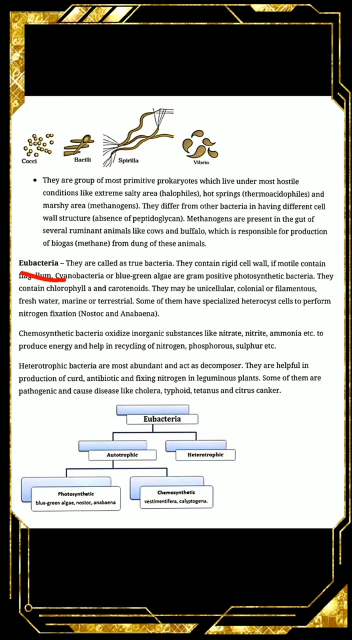 Cocci
Bacilli
Spirilla
Vibrio
• They are group of most primitive prokaryotes which live under most hostile
conditions like extreme salty area (halophiles), hot springs (thermoacidophiles) and
marshy area (methanogens). They differ from other bacteria in having different cell
wall structure (absence of peptidoglycan). Methanogens are present in the gut of
several ruminant animals like cows and buffalo, which is responsible for production
of biogas (methane) from dung of these animals.
Eubacteria – They are called as true bacteria. They contain rigid cell wall, if motile contain
flagellum. Cyanobacteria or blue-green algae are gram positive photosynthetic bacteria. They
contain chlorophyll a and carotenoids. They may be unicellular, colonial or filamentous,
fresh water, marine or terrestrial. Some of them have specialized heterocyst cells to perform
nitrogen fixation (Nostoc and Anabaena).
Chemosynthetic bacteria oxidize inorganic substances like nitrate, nitrite, ammonia etc. to
produce energy and help in recycling of nitrogen, phosphorous, sulphur etc.
Heterotrophic bacteria are most abundant and act as decomposer. They are helpful in
production of curd, antibiotic and fixing nitrogen in leguminous plants. Some of them are
pathogenic and cause disease like cholera, typhoid, tetanus and citrus canker.
Eubacteria
Autotrophic
Heterotrophic
Photosynthetic
blue-green algae, nostoc, anabaena
Chemosynthetic
vestimentifera, calyptogena.